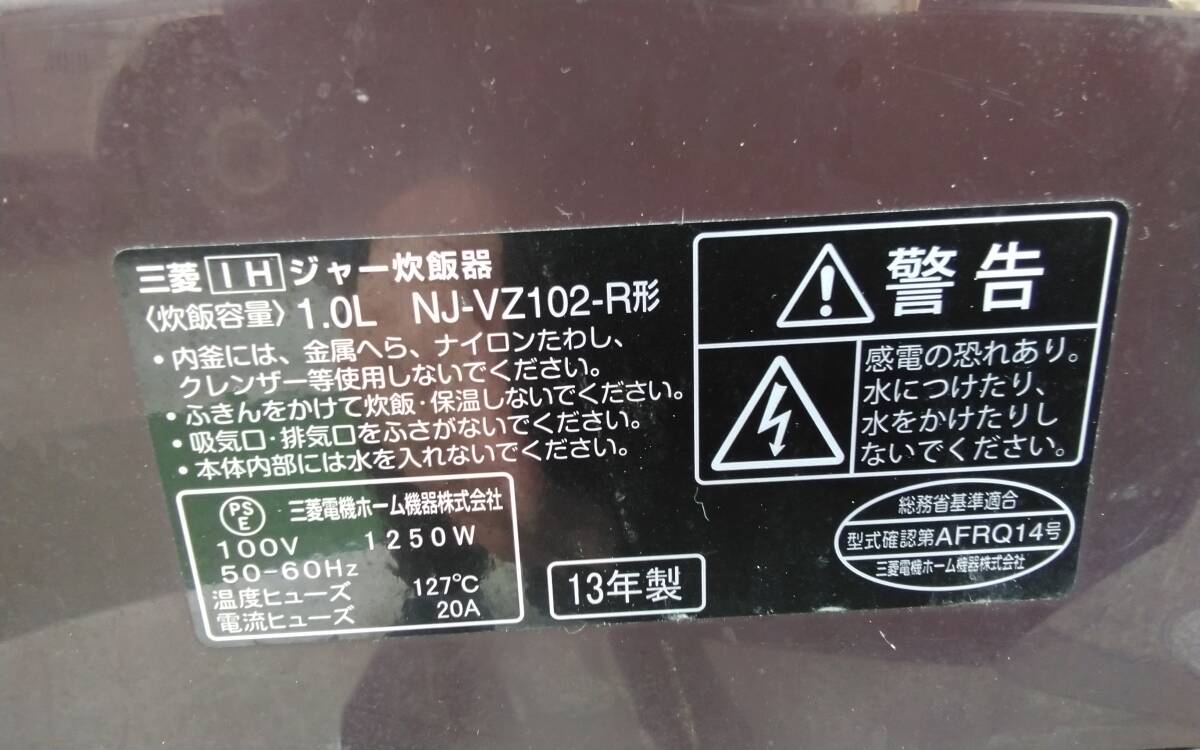 三菱 IH ジャー炊飯器
〈炊飯容量〉 1.0L NJ-VZ102-R形
・内釜には、金属へら、ナイロンたわし、
クレンザー等使用しないでください。
・ふきんをかけて炊飯・保温しないでください。
・吸気口・排気口をふさがないでください。
・本体内部には水を入れないでください。
PS
E
三菱電機ホーム機器株式会社
100V 1250W
50-60Hz
温度ヒューズ 127℃
電流ヒューズ 20A
13年製
警告
感電の恐れあり。
水につけたり、
水をかけたりし
ないでください。
総務省基準適合
型式確認第AFRQ14号
三菱電機ホーム機器株式会社